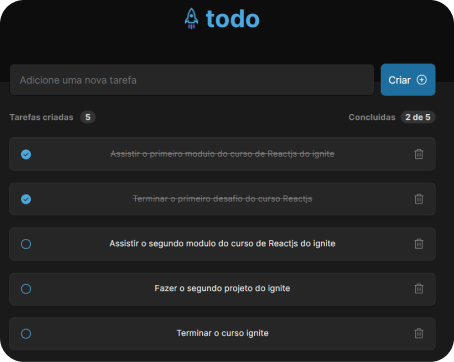 todo
Adicione uma nova tarefa
Criar
Tarefas criadas 5
Concluidas 2 de 5
Assistir o primeiro modulo do curso de Reactjs do ignite
Terminar o primeiro desafio do curso Reactjs
Assistir o segundo modulo do curso de Reactjs do ignite
Fazer o segundo projeto do ignite
Terminar o curso ignite